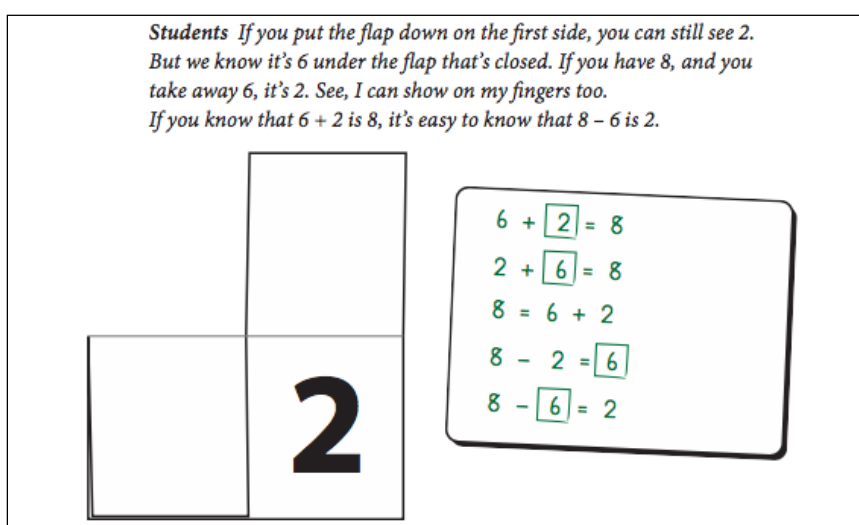 Students If you put the flap down on the first side, you can still see 2.
But we know it’s 6 under the flap that’s closed. If you have 8, and you
take away 6, it’s 2. See, I can show on my fingers too.
If you know that 6 + 2 is 8, it’s easy to know that 8 – 6 is 2.
2
6 + 2 = 8
2 + 6 = 8
8 = 6 + 2
8 - 2 = 6
8 - 6 = 2